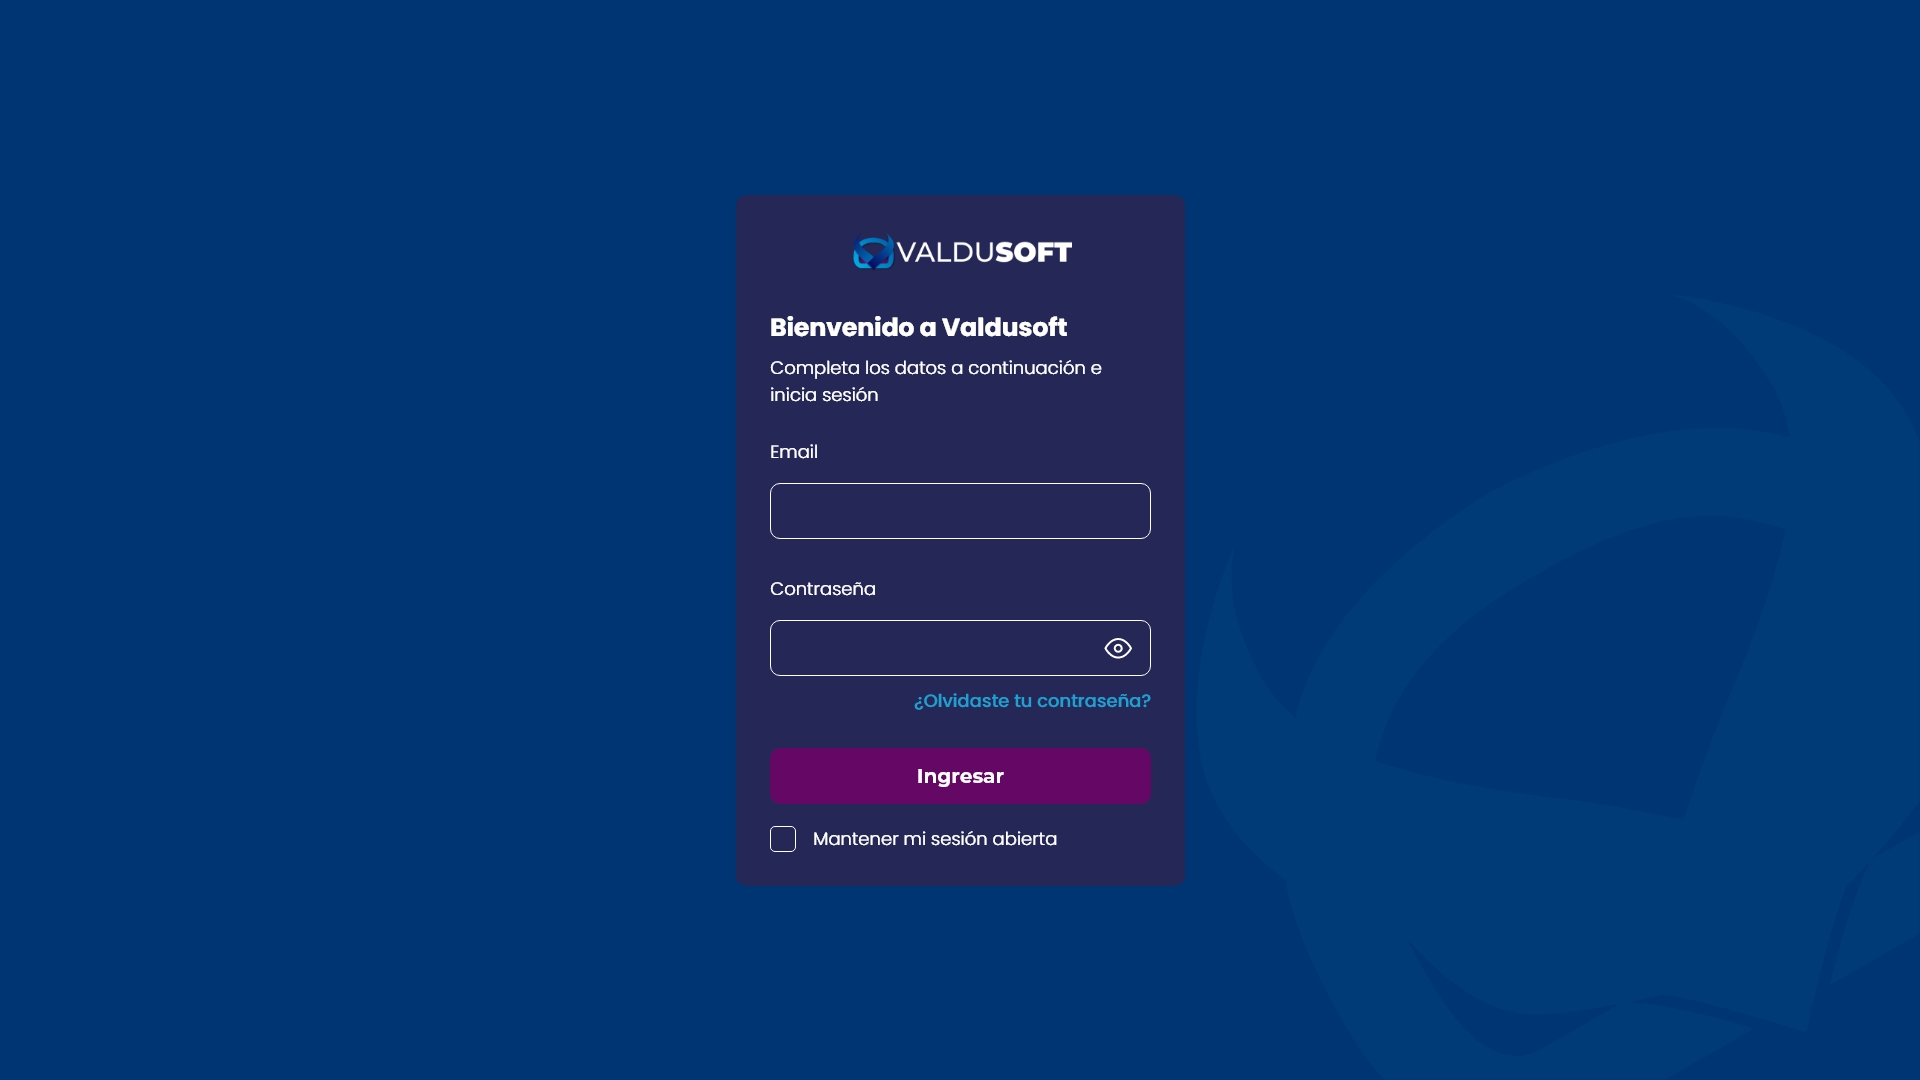 VALDUSOFT
Bienvenido a Valdusoft
Completa los datos a continuación e
inicia sesión
Email
Contraseña
¿Olvidaste tu contraseña?
Ingresar
Mantener mi sesión abierta